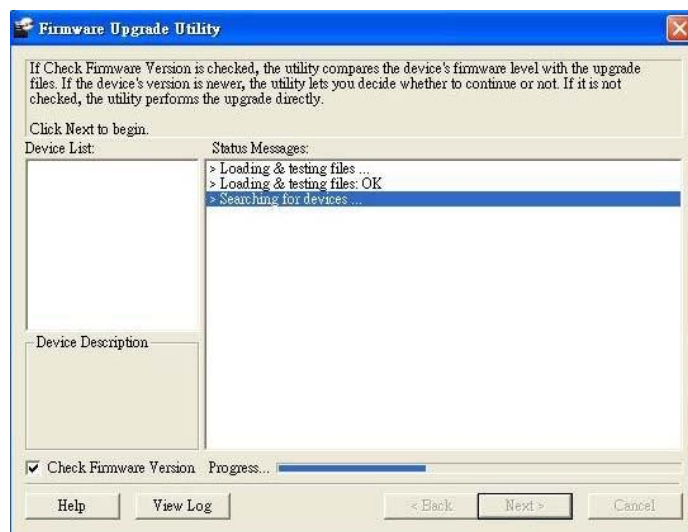 Firmware Upgrade Utility
If Check Firmware Version is checked, the utility compares the device's firmware level with the upgrade
files. If the device's version is newer, the utility lets you decide whether to continue or not. If it is not
checked, the utility performs the upgrade directly.
Click Next to begin.
Device List:
Status Messages:
> Loading & testing files ...
> Loading & testing files: OK
> Searching for devices ...
Device Description
Check Firmware Version
Progress...
Help
View Log
< Back
Next >
Cancel